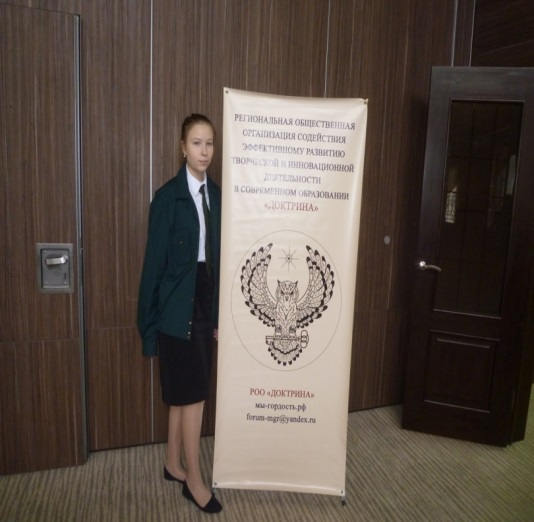 РЕГИОНАЛЬНАЯ ОБЩЕСТВЕННАЯ
ОРГАНИЗАЦИЯ СОДЕЙСТВИЯ
ЭФФЕКТИВНОМУ РАЗВИТИЮ
ТВОРЧЕСКОЙ И ИННОВАЦИОННОЙ
ДЕЯТЕЛЬНОСТИ
В СОВРЕМЕННОМ ОБРАЗОВАНИИ
«ДОКТРИНА»
РОО «ДОКТРИНА»
мы-гордость.рф
forum-mgr@yandex.ru